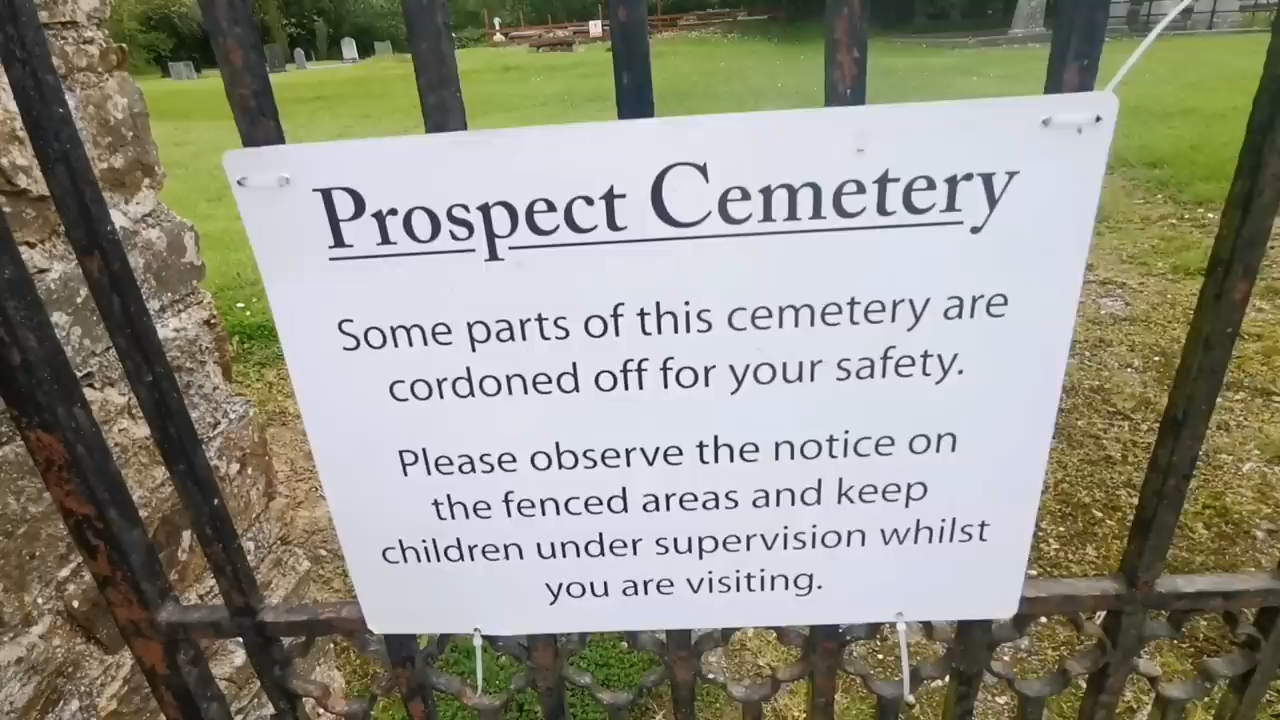 Prospect Cemetery
Some parts of this cemetery are
cordoned off for your safety.
Please observe the notice on
the fenced areas and keep
children under supervision whilst
you are visiting.